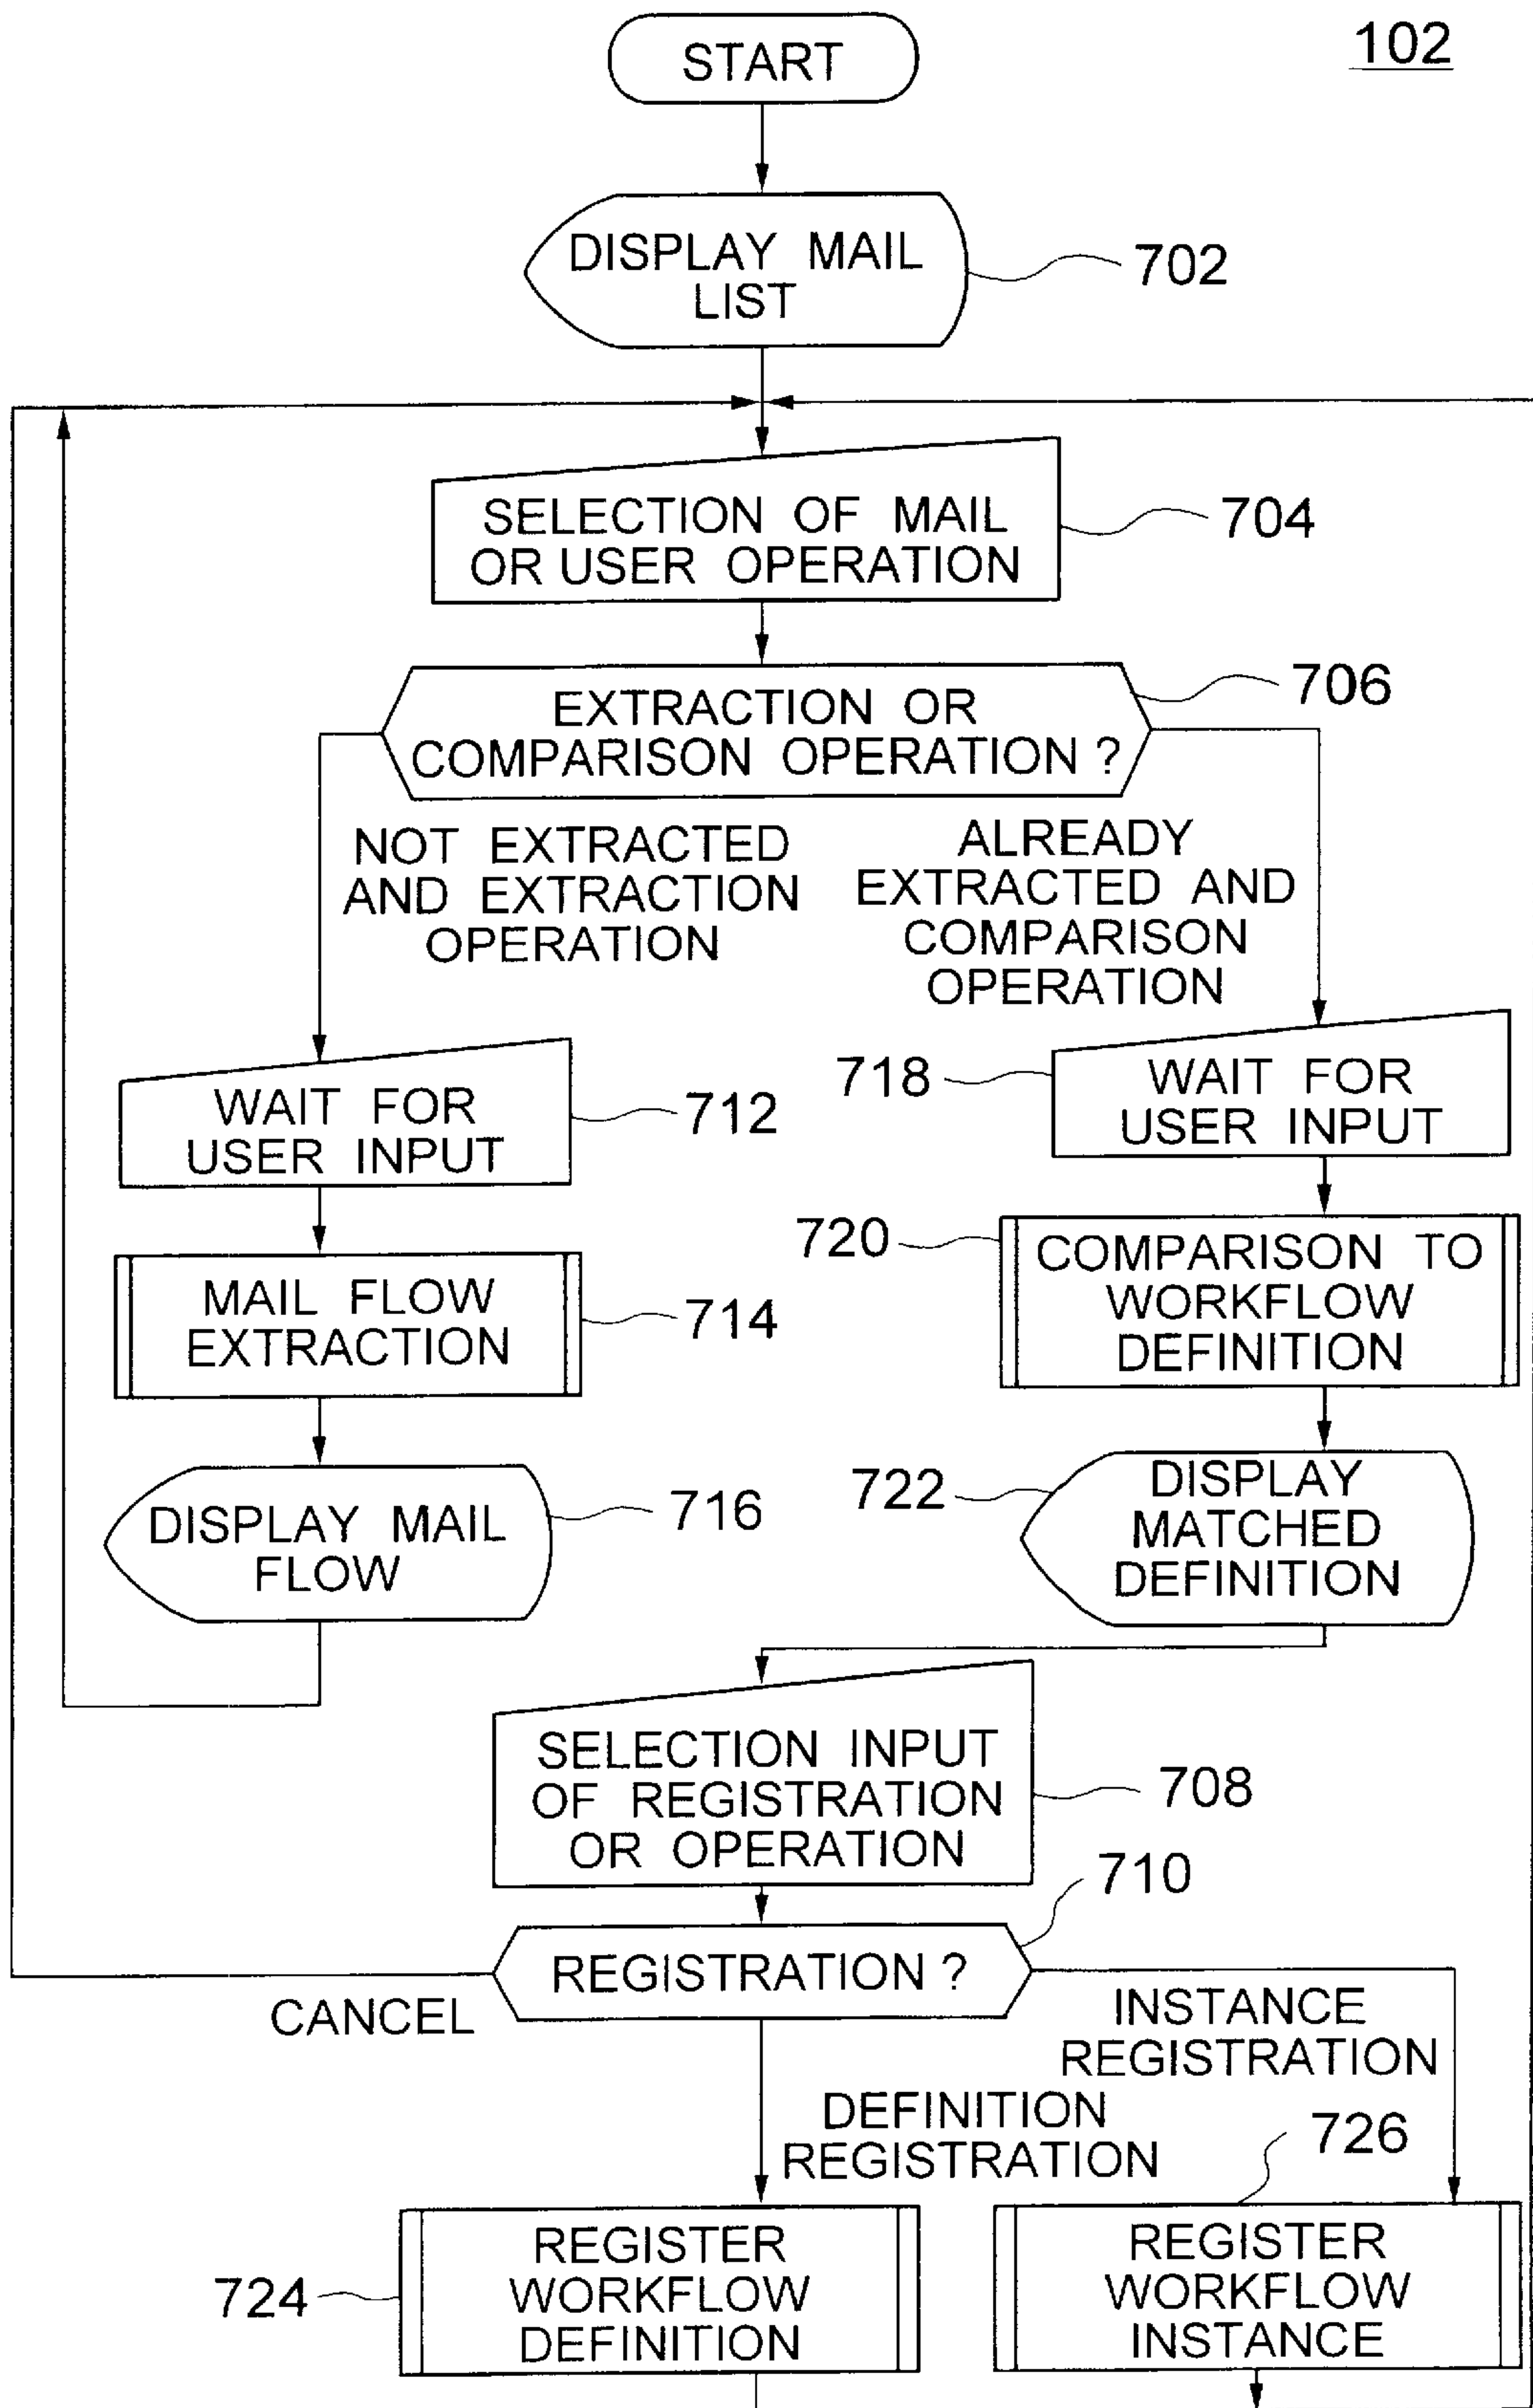 102
START
DISPLAY MAIL
LIST
702
SELECTION OF MAIL
OR USER OPERATION
704
EXTRACTION OR
COMPARISON OPERATION ?
706
NOT EXTRACTED
AND EXTRACTION
OPERATION
ALREADY
EXTRACTED AND
COMPARISON
OPERATION
WAIT FOR
USER INPUT
712
718
WAIT FOR
USER INPUT
MAIL FLOW
EXTRACTION
714
720
COMPARISON TO
WORKFLOW
DEFINITION
DISPLAY MAIL
FLOW
716
722
DISPLAY
MATCHED
DEFINITION
SELECTION INPUT
OF REGISTRATION
OR OPERATION
708
REGISTRATION ?
710
CANCEL
DEFINITION
REGISTRATION
INSTANCE
REGISTRATION
724
REGISTER
WORKFLOW
DEFINITION
726
REGISTER
WORKFLOW
INSTANCE